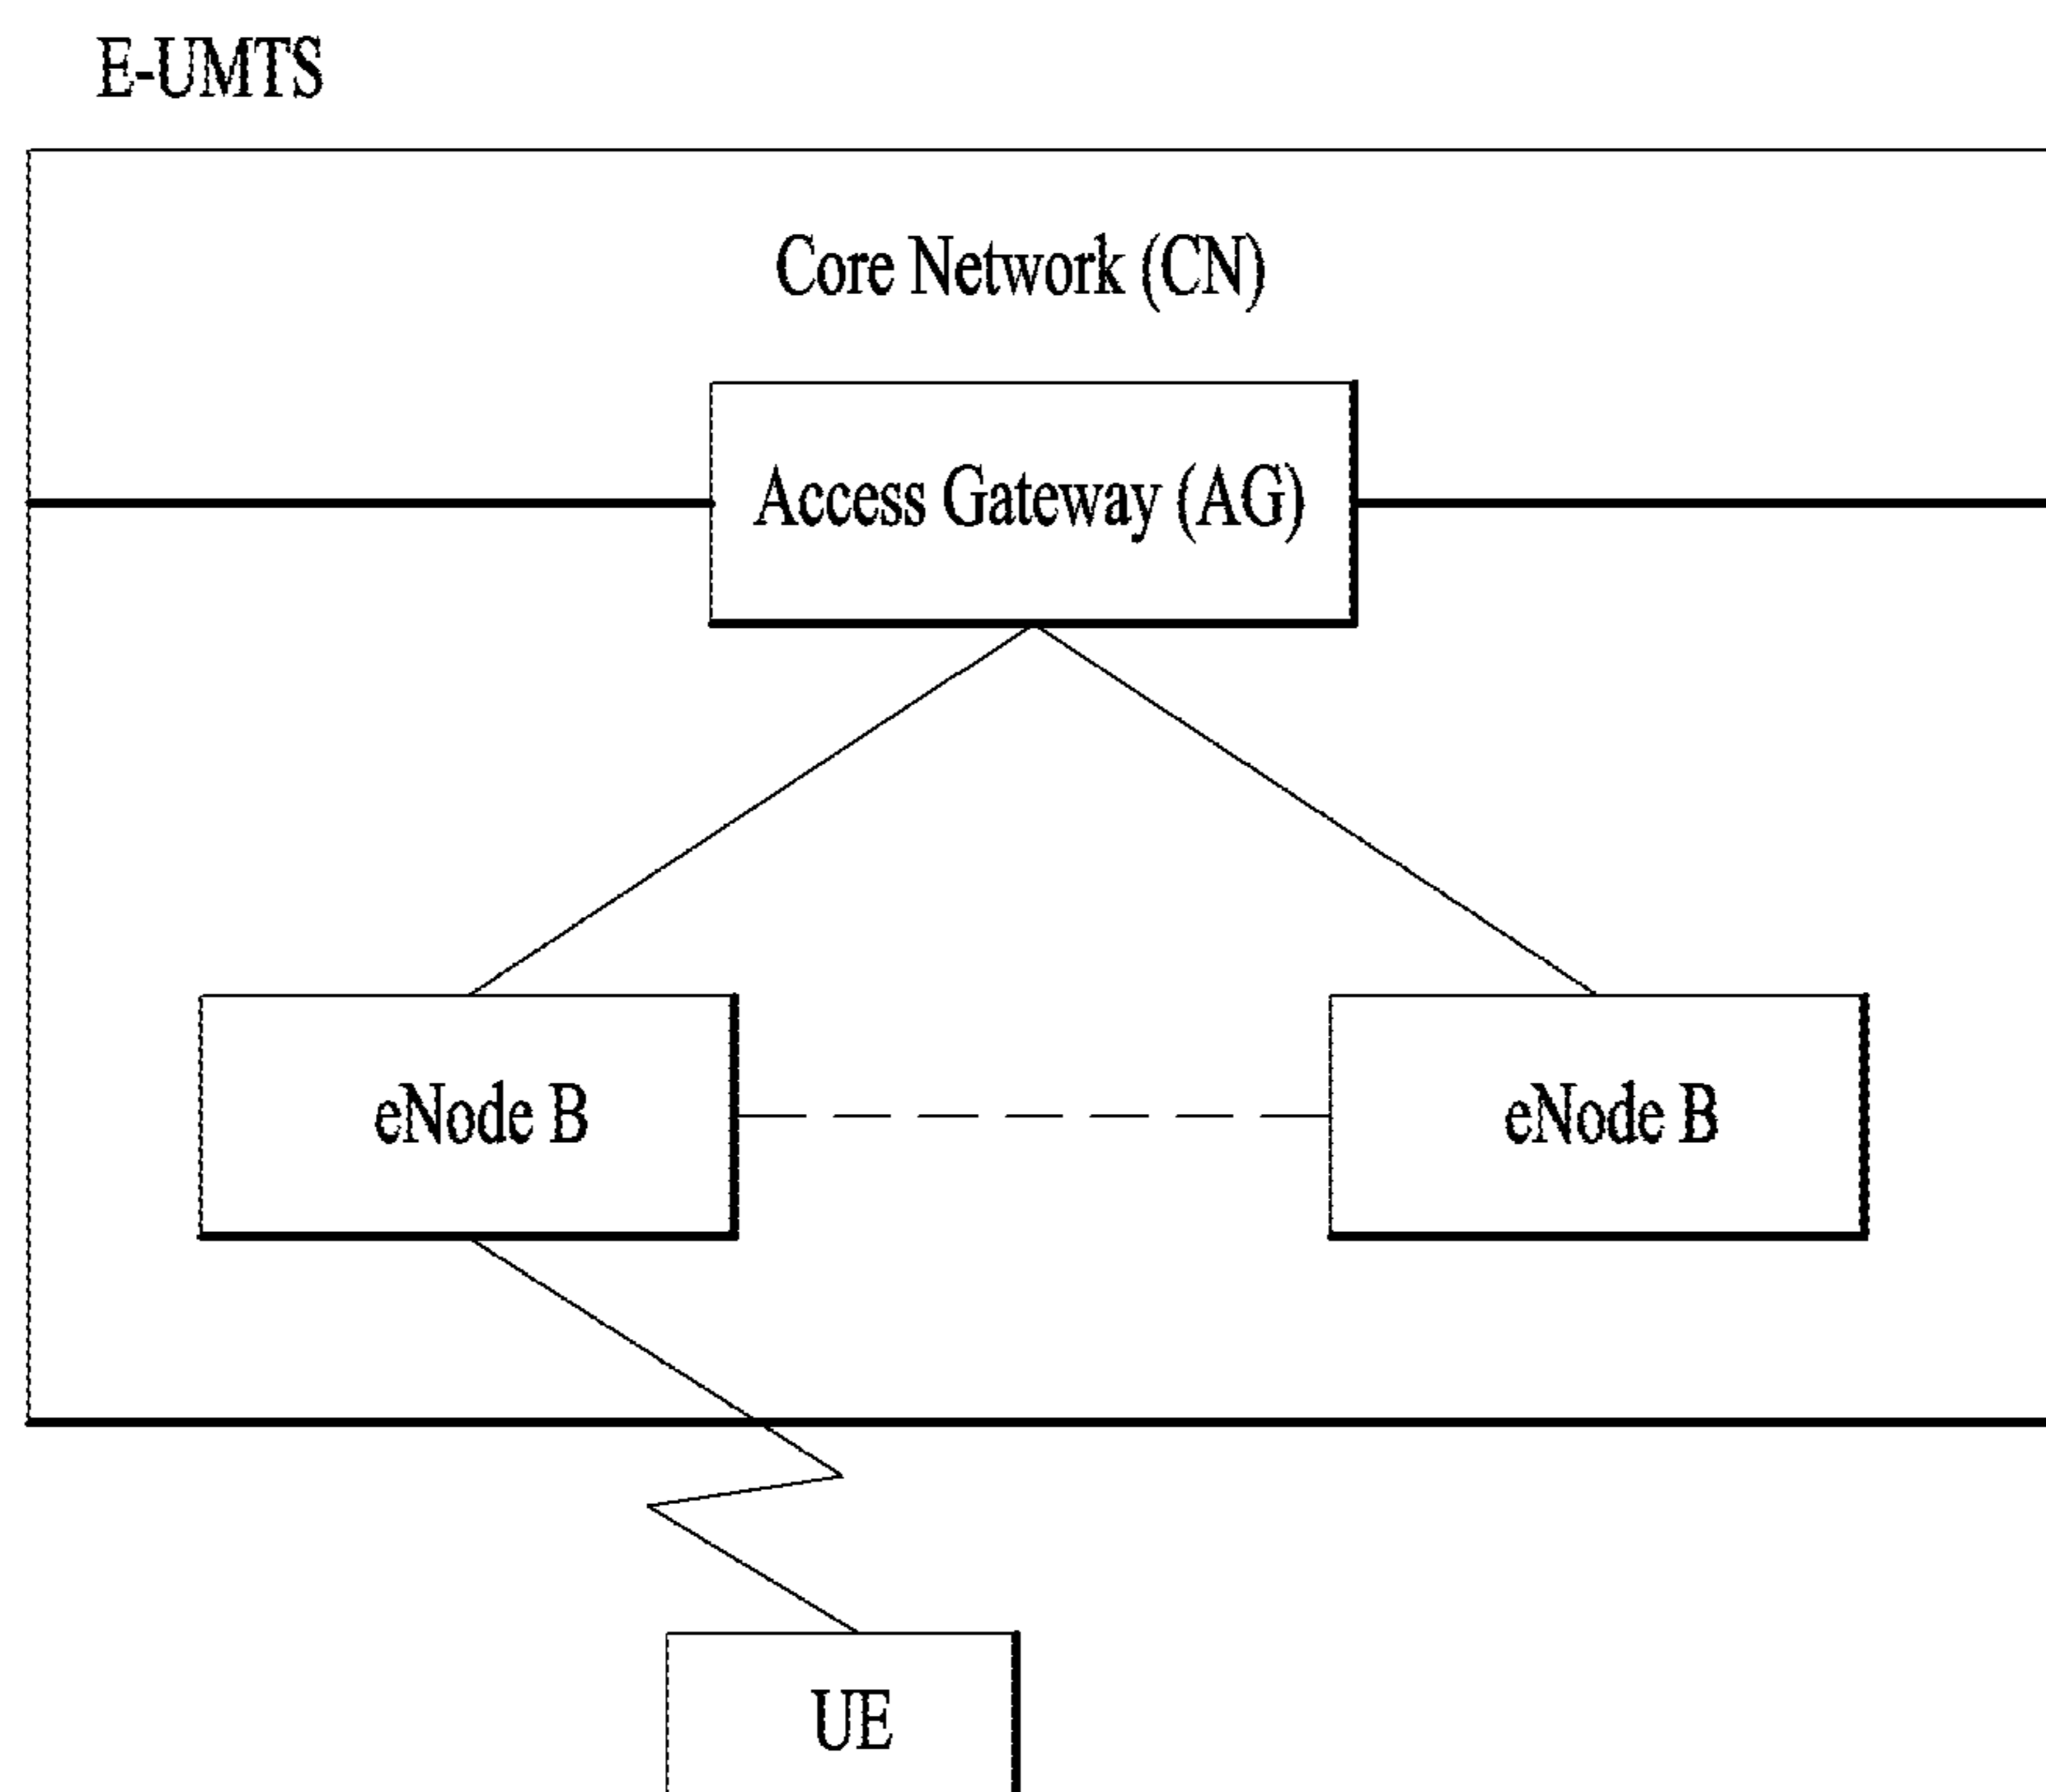 E-UMTS
Core Network (CN)
Access Gateway (AG)
eNode B
eNode B
UE